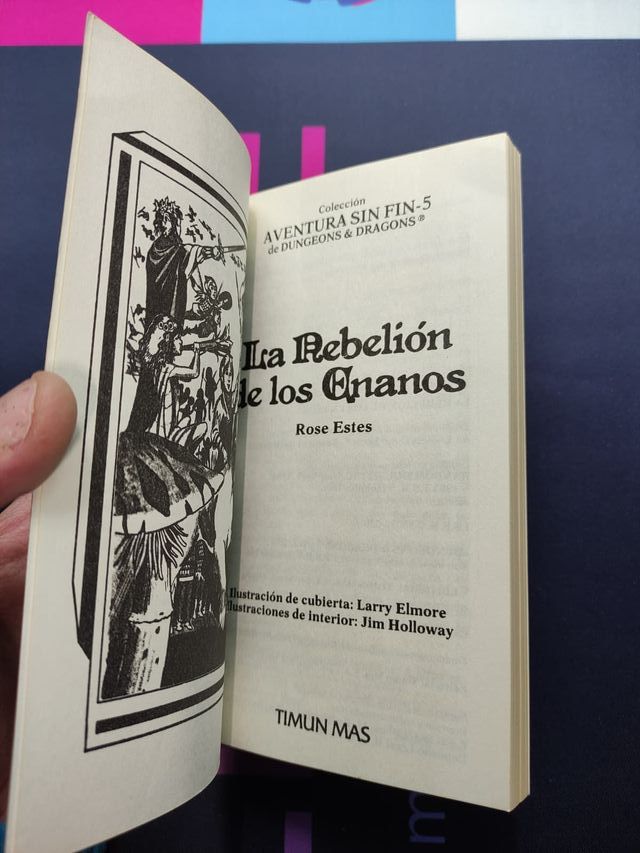 Colección
AVENTURA SIN FIN-5
de DUNGEONS & DRAGONS®
La Rebelión
de los Enanos
Rose Estes
Ilustración de cubierta: Larry Elmore
Ilustraciones de interior: Jim Holloway
TIMUN MAS
m